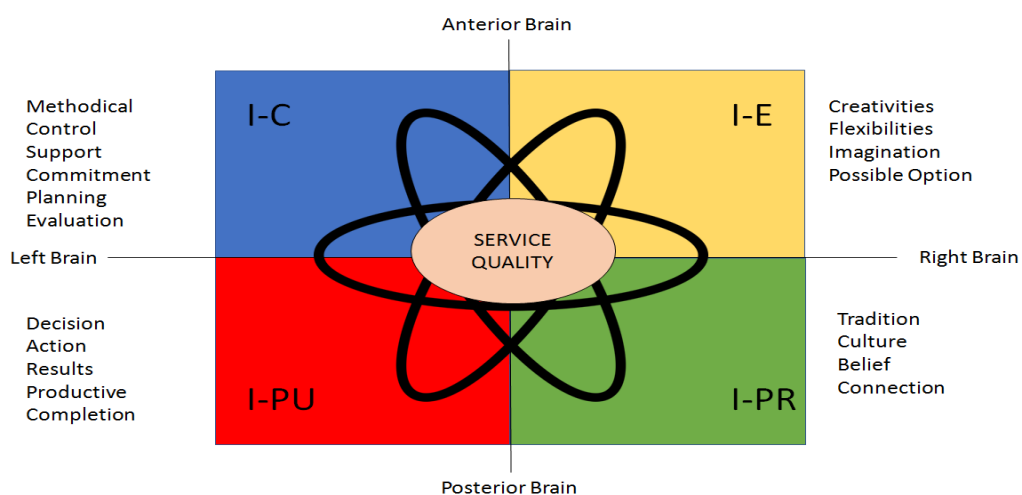 Anterior Brain
Methodical
Control
Support
Commitment
Planning
Evaluation
I-C
I-E
Creativities
Flexibilities
Imagination
Possible Option
Left Brain
SERVICE
QUALITY
Right Brain
Decision
Action
Results
Productive
Completion
I-PU
I-PR
Tradition
Culture
Belief
Connection
Posterior Brain